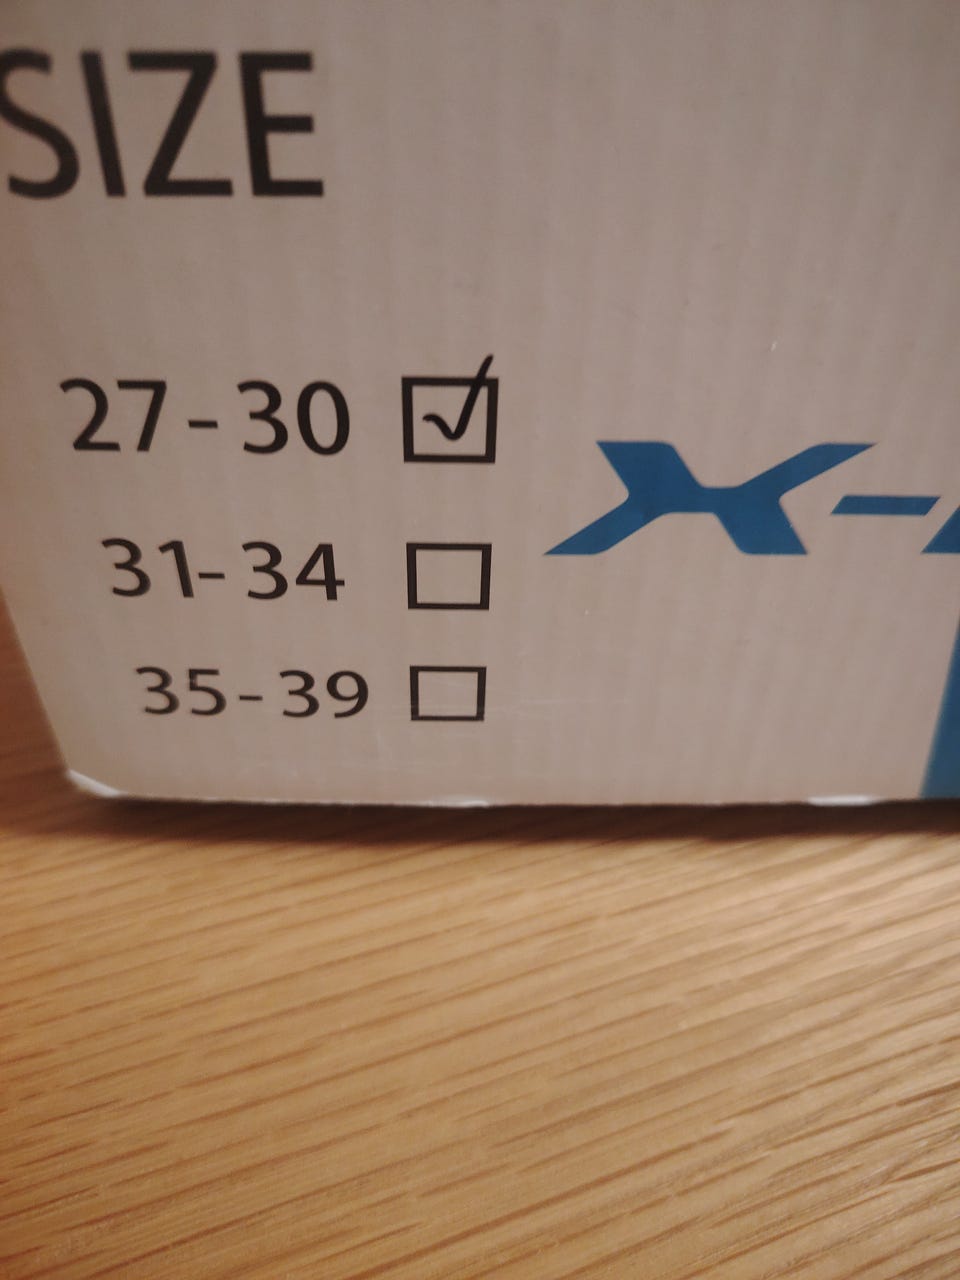 SIZE
27-30 ☑
31-34 ☐
35-39 ☐
X-